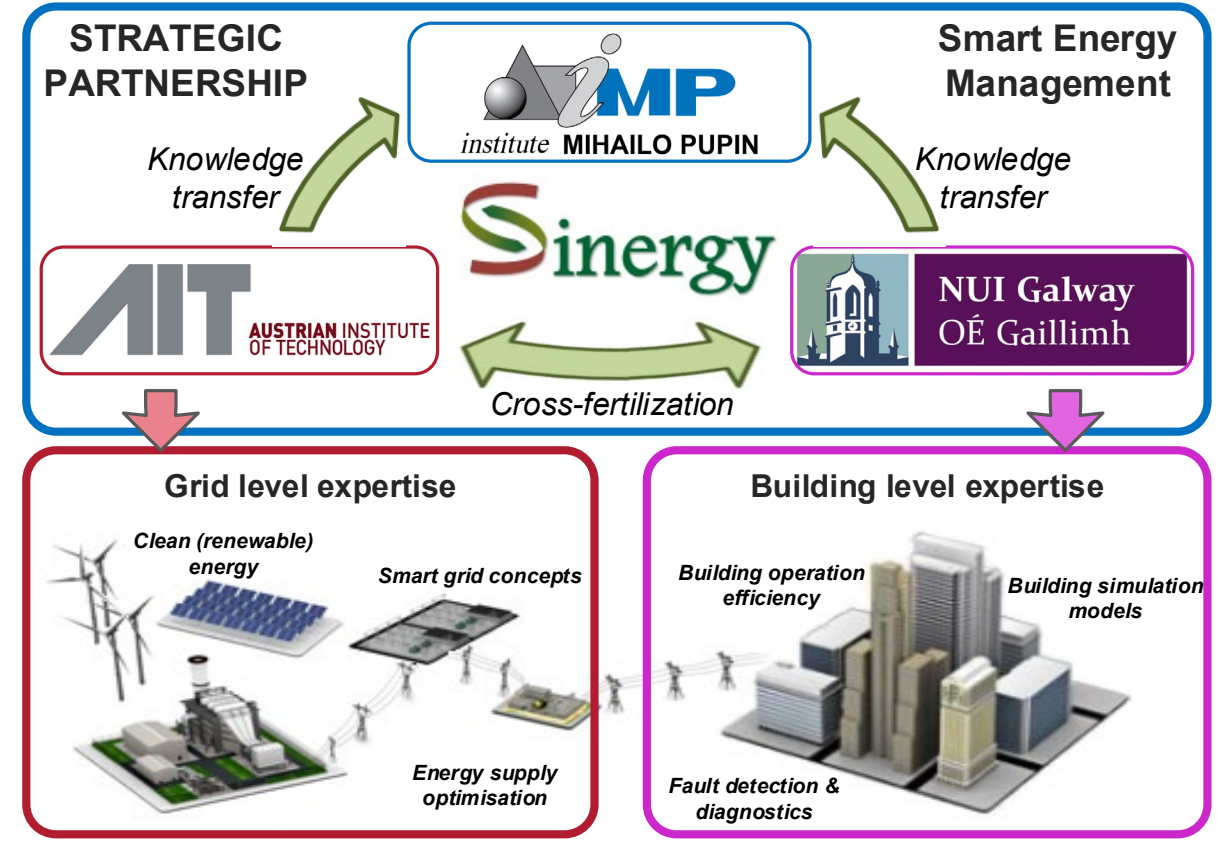 STRATEGIC
PARTNERSHIP
iMP
institute MIHAILO PUPIN
Smart Energy
Management
Knowledge
transfer
Knowledge
transfer
Sinergy
AIT
AUSTRIAN INSTITUTE
OF TECHNOLOGY
NUI Galway
OÉ Gaillimh
Cross-fertilization
Grid level expertise
Clean (renewable)
energy
Smart grid concepts
Energy supply
optimisation
Building level expertise
Building operation
efficiency
Building simulation
models
Fault detection &
diagnostics